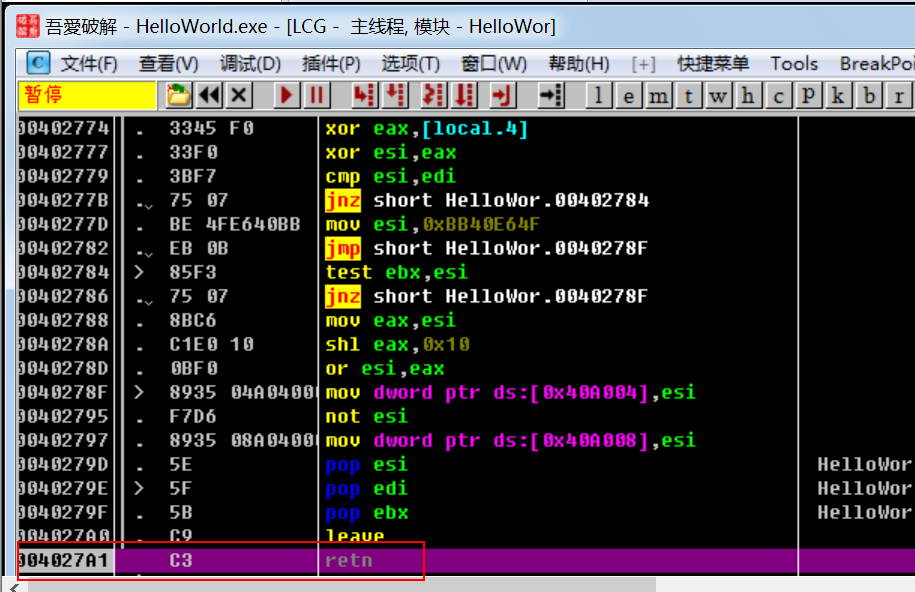 吾愛破解 - HelloWorld.exe - [LCG - 主线程, 模块 - HelloWor]
C 文件(F) 查看(V) 调试(D) 插件(P) 选项(T) 窗口(W) 帮助(H) [+] 快捷菜单 Tools BreakPoi
暂停 l e m t w h c P k b r
00402774 . 3345 F0 xor eax,[local.4]
00402777 . 33F0 xor esi,eax
00402779 . 3BF7 cmp esi,edi
0040277B . 75 07 jnz short HelloWor.00402784
0040277D . BE 4FE640BB mov esi,0xBB40E64F
00402782 . EB 0B jmp short HelloWor.0040278F
00402784 > 85F3 test ebx,esi
00402786 . 75 07 jnz short HelloWor.0040278F
00402788 . 8BC6 mov eax,esi
0040278A . C1E0 10 shl eax,0x10
0040278D . 0BF0 or esi,eax
0040278F > 8935 04A04000 mov dword ptr ds:[0x40A004],esi
00402795 . F7D6 not esi
00402797 . 8935 08A04000 mov dword ptr ds:[0x40A008],esi
0040279D . 5E pop esi HelloWor
0040279E > 5F pop edi HelloWor
0040279F . 5B pop ebx HelloWor
004027A0 . C9 leave
004027A1 C3 retn